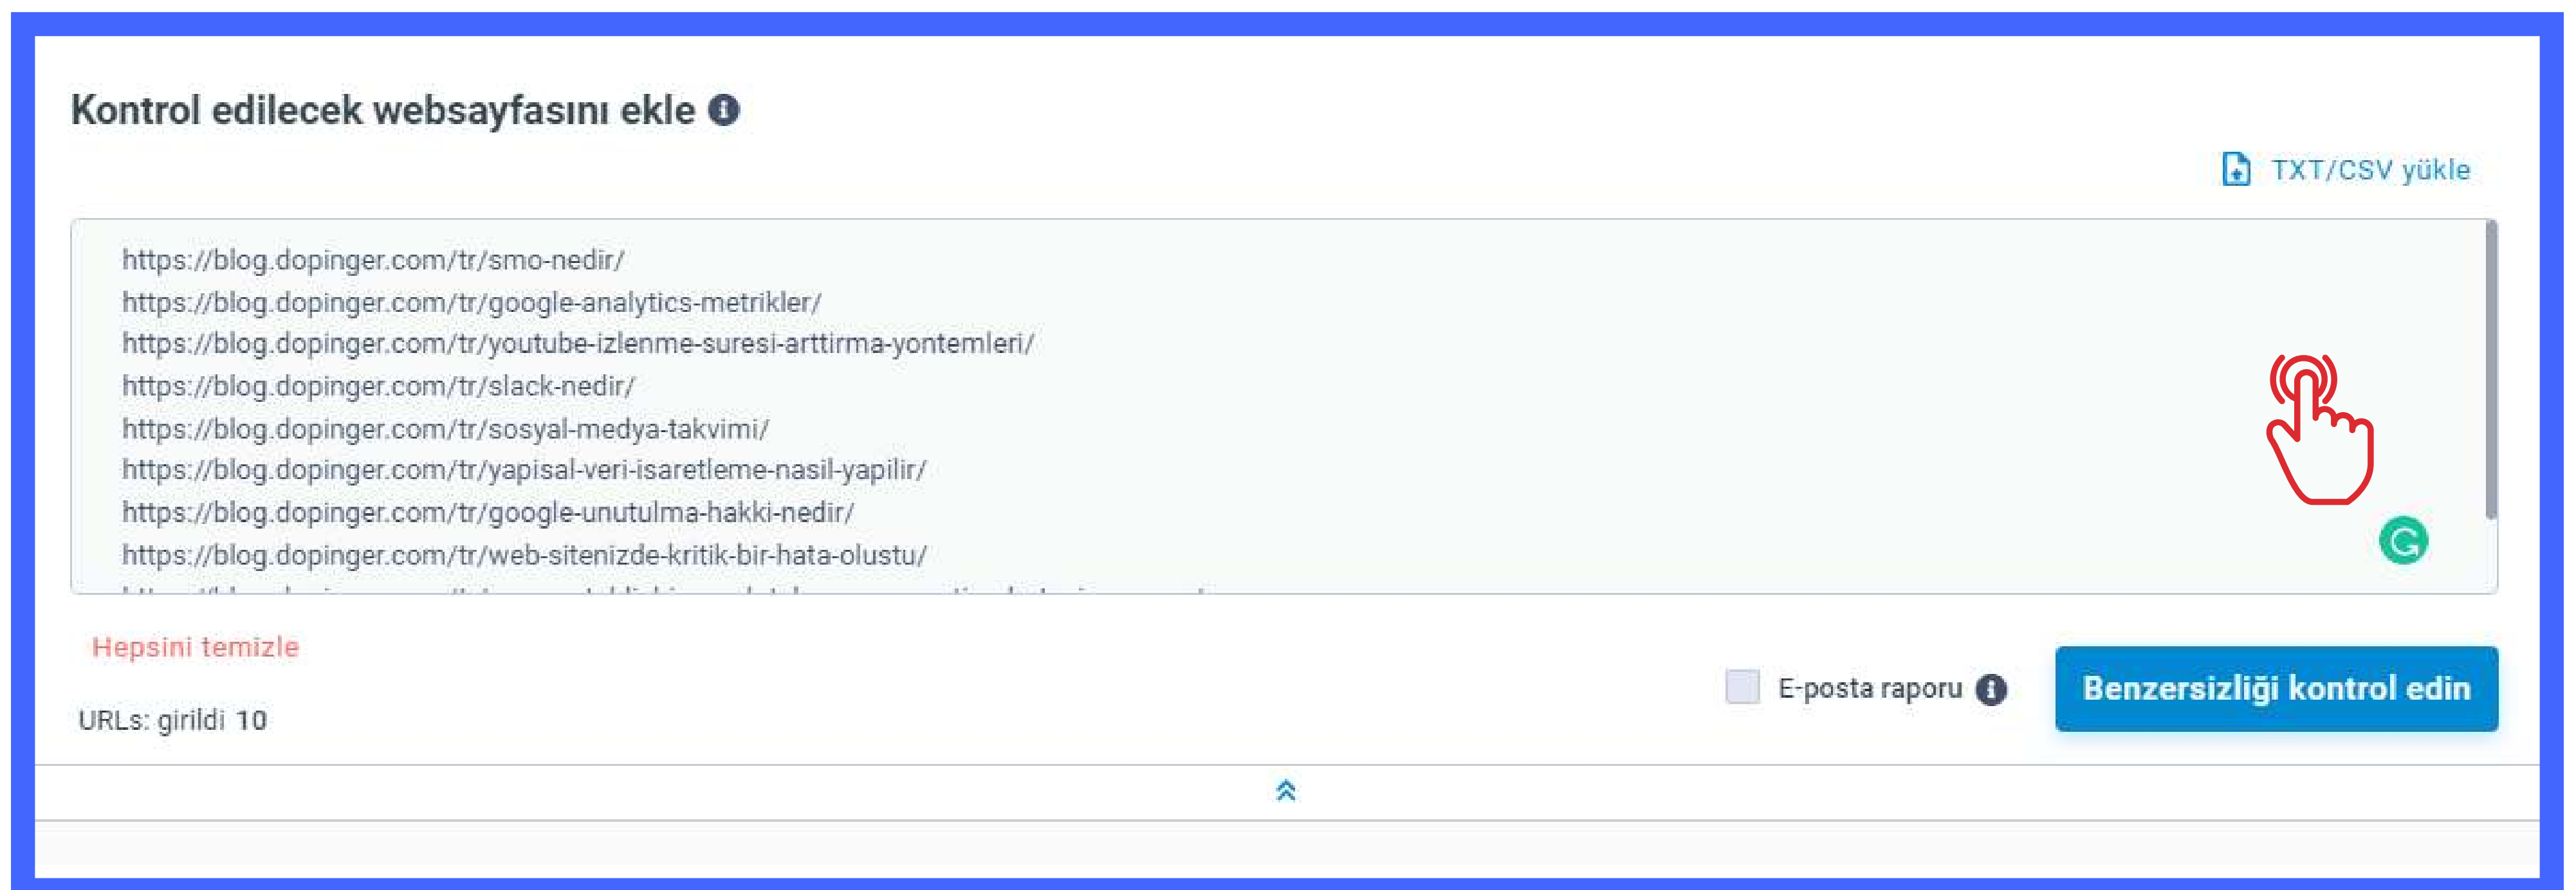 Kontrol edilecek websayfasını ekle
TXT/CSV yükle
https://blog.dopinger.com/tr/smo-nedir/
https://blog.dopinger.com/tr/google-analytics-metrikler/
https://blog.dopinger.com/tr/youtube-izlenme-suresi-arttirma-yontemleri/
https://blog.dopinger.com/tr/slack-nedir/
https://blog.dopinger.com/tr/sosyal-medya-takvimi/
https://blog.dopinger.com/tr/yapisal-veri-isaretleme-nasil-yapilir/
https://blog.dopinger.com/tr/google-unutulma-hakki-nedir/
https://blog.dopinger.com/tr/web-sitenizde-kritik-bir-hata-olustu/
Hepsini temizle
E-posta raporu
Benzersizliği kontrol edin
URLs: girildi 10